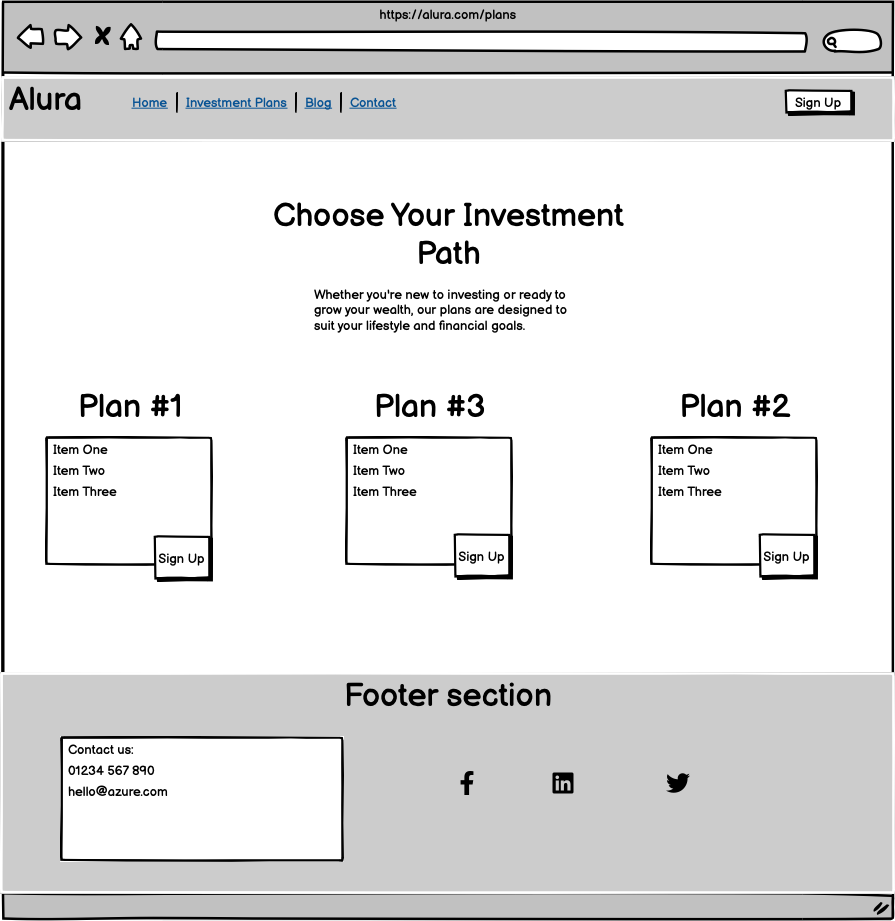 https://alura.com/plans
Alura
Home
Investment Plans
Blog
Contact
Sign Up
Choose Your Investment
Path
Whether you're new to investing or ready to
grow your wealth, our plans are designed to
suit your lifestyle and financial goals.
Plan #1
Item One
Item Two
Item Three
Sign Up
Plan #3
Item One
Item Two
Item Three
Sign Up
Plan #2
Item One
Item Two
Item Three
Sign Up
Footer section
Contact us:
01234 567 890
hello@azure.com